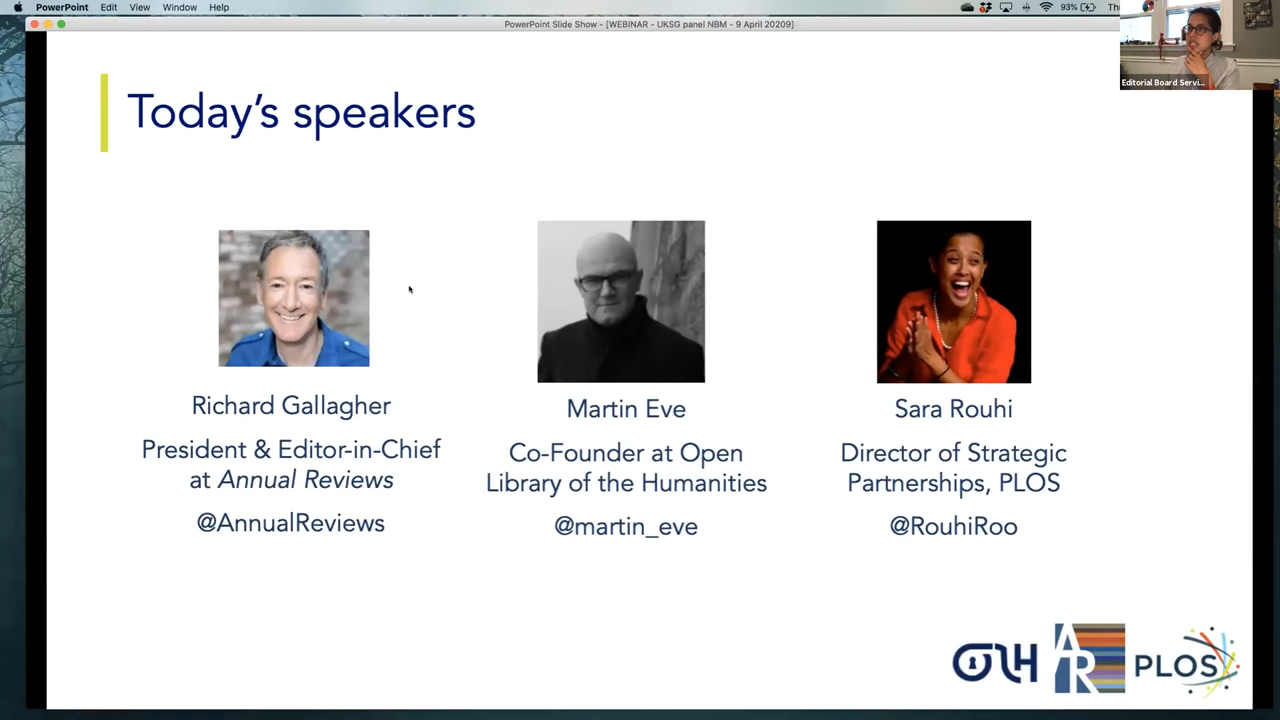 PowerPoint Edit View Window Help
93% Th
PowerPoint Slide Show - [WEBINAR - UKSG panel NBM - 9 April 20209]
Editorial Board Servi...
Today's speakers
Richard Gallagher
President & Editor-in-Chief
at Annual Reviews
@AnnualReviews
Martin Eve
Co-Founder at Open
Library of the Humanities
@martin_eve
Sara Rouhi
Director of Strategic
Partnerships, PLOS
@RouhiRoo
OLH
AR
PLOS